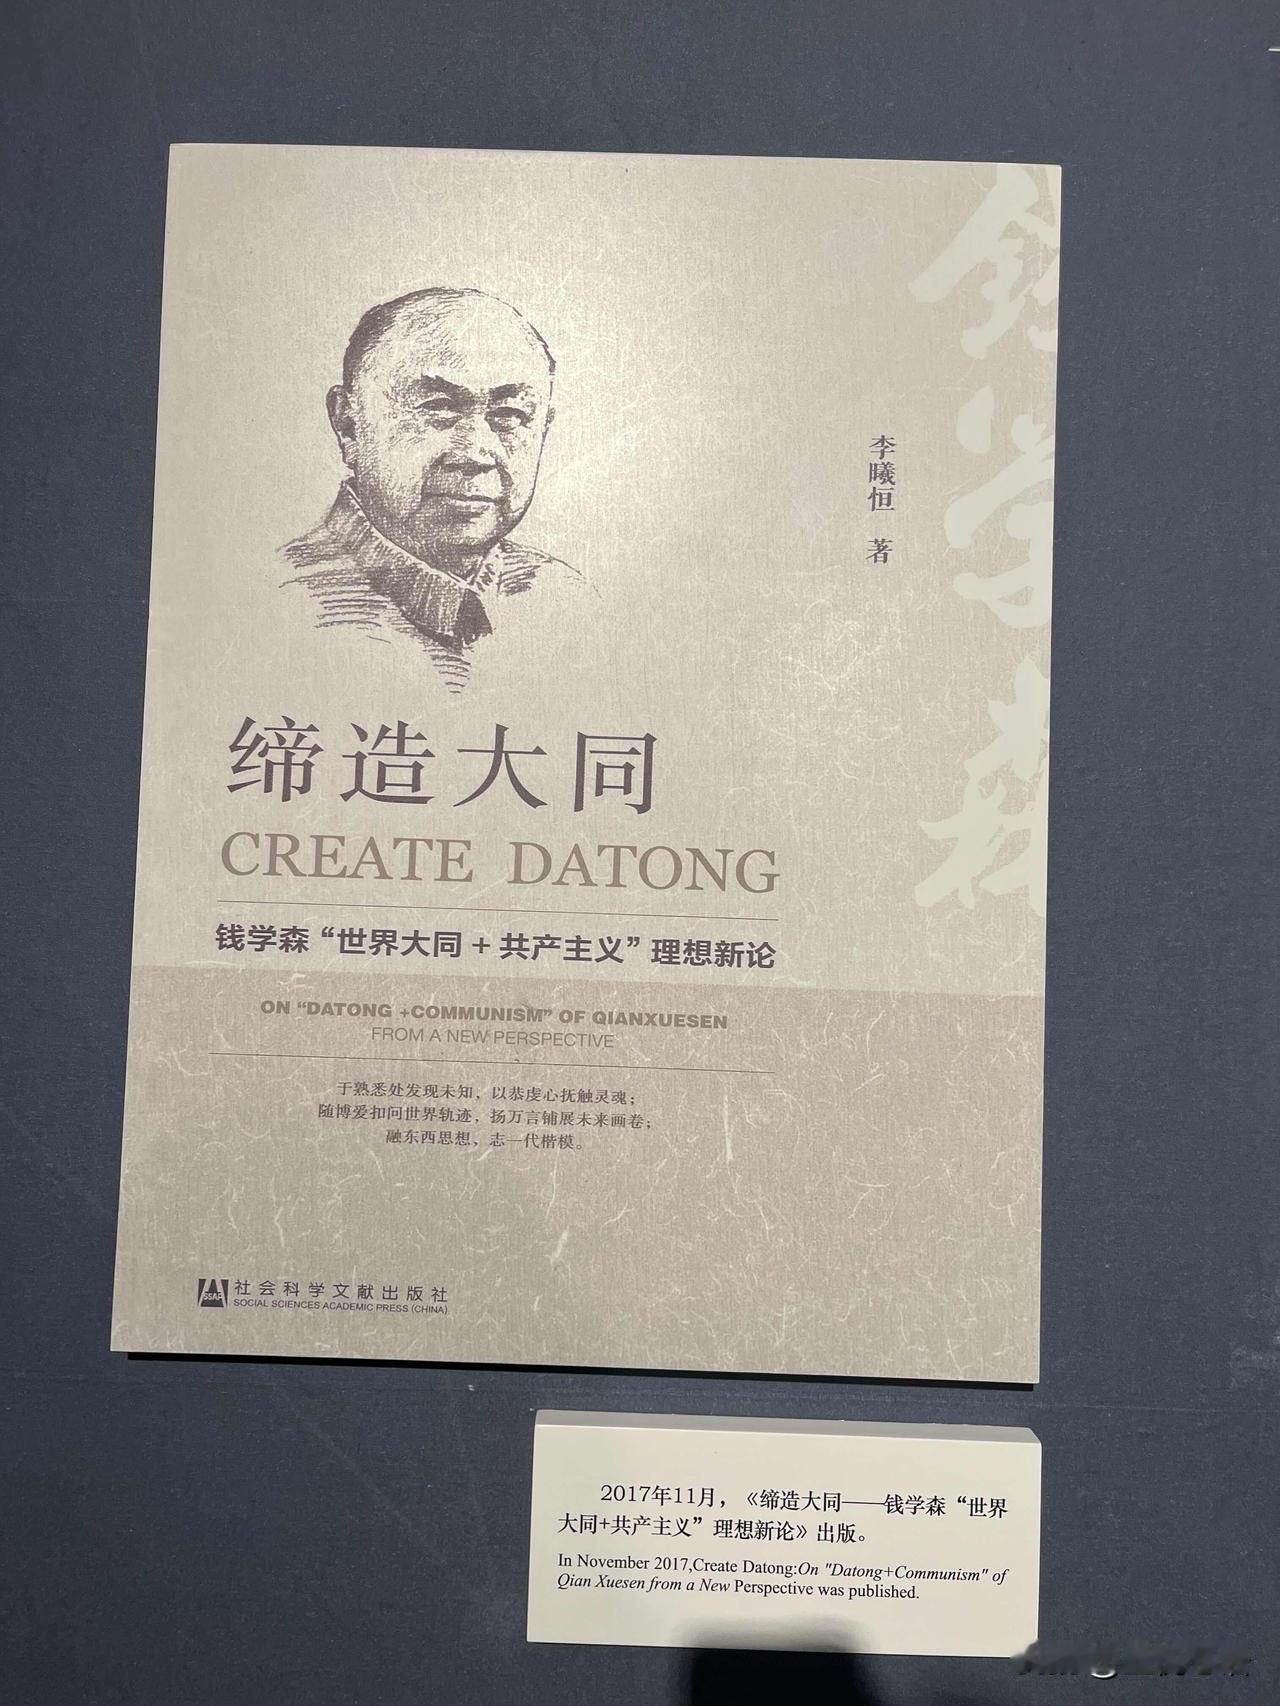 钱学森
李曦恒 著
缔造大同
CREATE DATONG
钱学森“世界大同 + 共产主义”理想新论
ON “DATONG +COMMUNISM” OF QIANXUESEN
FROM A NEW PERSPECTIVE
于熟悉处发现未知，以恭虔心抚触灵魂；
随博爱扣问世界轨迹，扬万言铺展未来画卷；
融东西思想，志一代楷模。
SSAP
社会科学文献出版社
SOCIAL SCIENCES ACADEMIC PRESS (CHINA)
2017年11月，《缔造大同——钱学森“世界
大同+共产主义”理想新论》出版。
In November 2017,Create Datong:On "Datong+Communism" of
Qian Xuesen from a New Perspective was published.